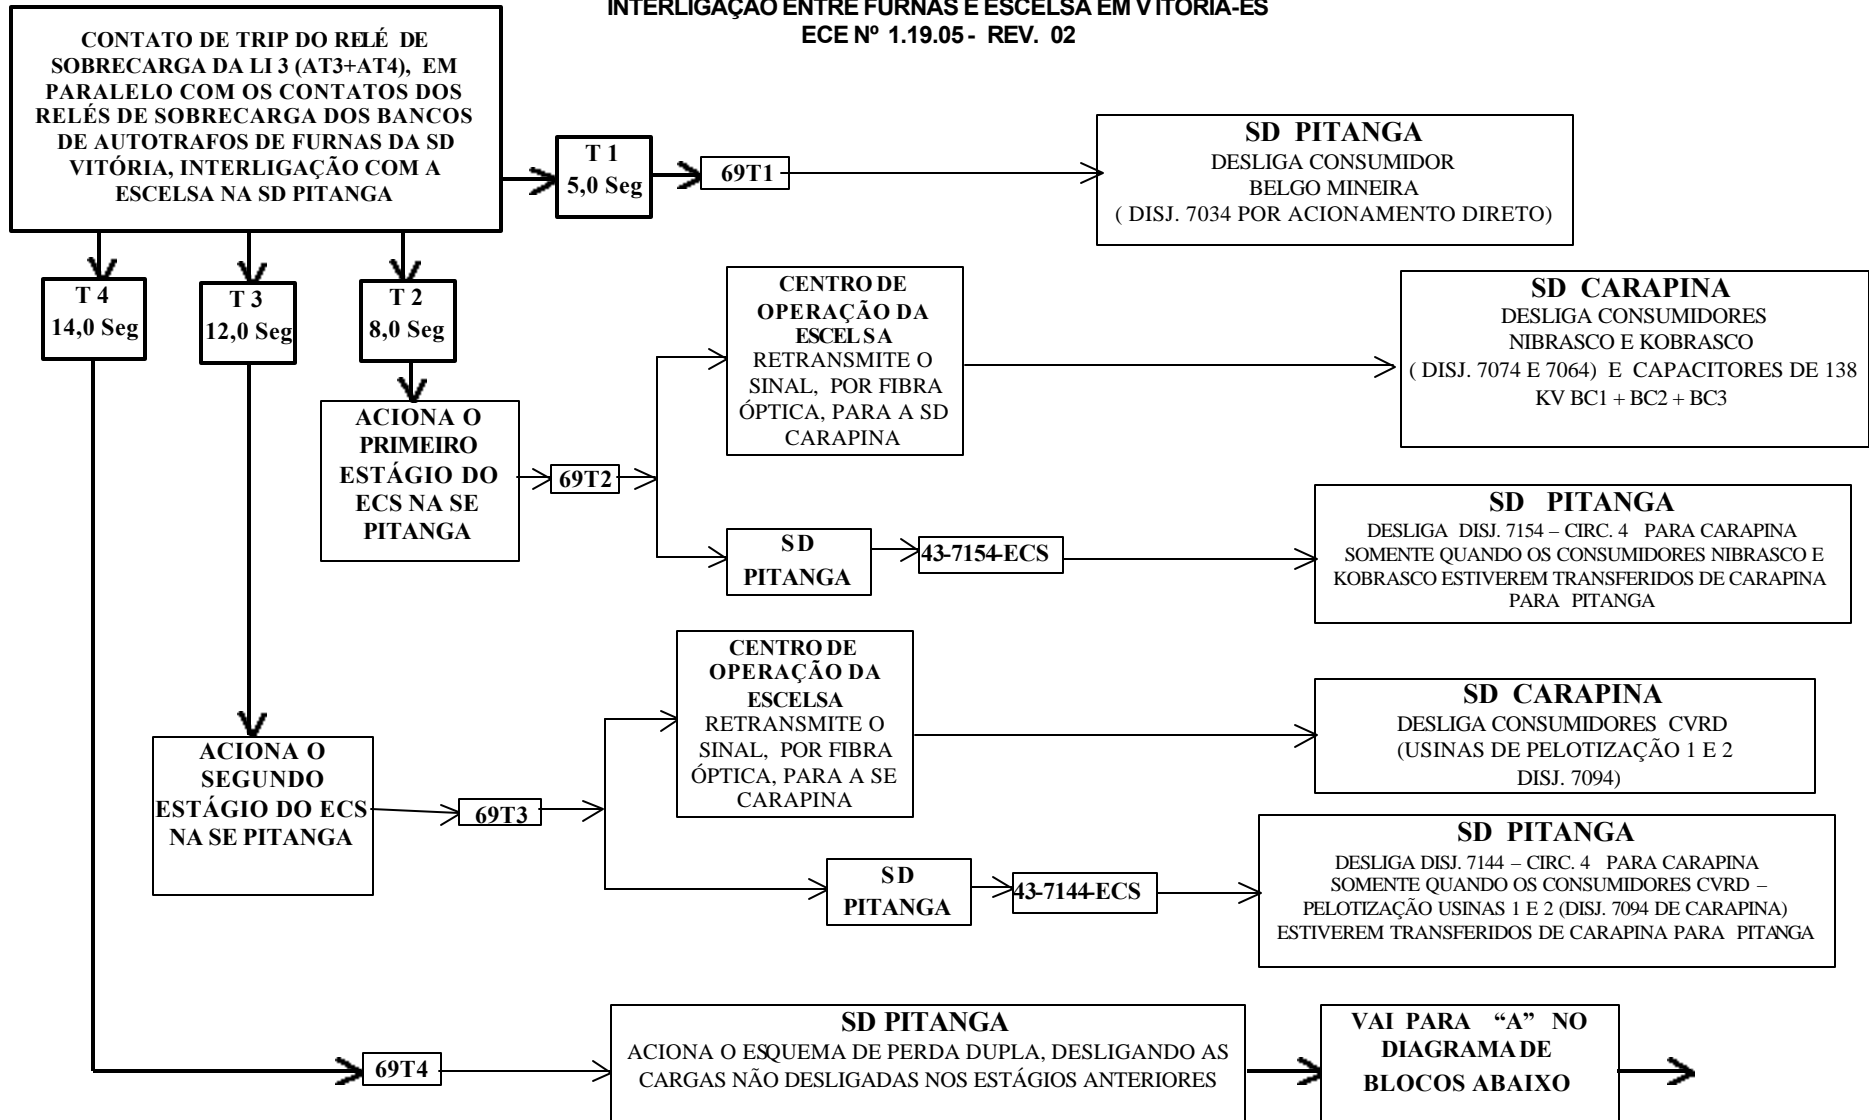 INTERLIGAÇÃO ENTRE FURNAS E ESCELSA EM VITÓRIA-ES
ECE Nº 1.19.05 - REV. 02
CONTATO DE TRIP DO RELÉ DE
SOBRECARGA DA LI 3 (AT3+AT4), EM
PARALELO COM OS CONTATOS DOS
RELÉS DE SOBRECARGA DOS BANCOS
DE AUTOTRAFOS DE FURNAS DA SD
VITÓRIA, INTERLIGAÇÃO COM A
ESCELSA NA SD PITANGA
T 1
5,0 Seg
69T1
SD PITANGA
DESLIGA CONSUMIDOR
BELGO MINEIRA
( DISJ. 7034 POR ACIONAMENTO DIRETO)
T 4
14,0 Seg
T 3
12,0 Seg
T 2
8,0 Seg
ACIONA O
PRIMEIRO
ESTÁGIO DO
ECS NA SE
PITANGA
69T2
CENTRO DE
OPERAÇÃO DA
ESCELSA
RETRANSMITE O
SINAL, POR FIBRA
ÓPTICA, PARA A SD
CARAPINA
SD CARAPINA
DESLIGA CONSUMIDORES
NIBRASCO E KOBRASCO
( DISJ. 7074 E 7064) E CAPACITORES DE 138
KV BC1 + BC2 + BC3
SD
PITANGA
43-7154-ECS
SD PITANGA
DESLIGA DISJ. 7154 – CIRC. 4 PARA CARAPINA
SOMENTE QUANDO OS CONSUMIDORES NIBRASCO E
KOBRASCO ESTIVEREM TRANSFERIDOS DE CARAPINA
PARA PITANGA
ACIONA O
SEGUNDO
ESTÁGIO DO ECS
NA SE PITANGA
69T3
CENTRO DE
OPERAÇÃO DA
ESCELSA
RETRANSMITE O
SINAL, POR FIBRA
ÓPTICA, PARA A SE
CARAPINA
SD CARAPINA
DESLIGA CONSUMIDORES CVRD
(USINAS DE PELOTIZAÇÃO 1 E 2
DISJ. 7094)
SD
PITANGA
43-7144-ECS
SD PITANGA
DESLIGA DISJ. 7144 – CIRC. 4 PARA CARAPINA
SOMENTE QUANDO OS CONSUMIDORES CVRD –
PELOTIZAÇÃO USINAS 1 E 2 (DISJ. 7094 DE CARAPINA)
ESTIVEREM TRANSFERIDOS DE CARAPINA PARA PITANGA
69T4
SD PITANGA
ACIONA O ESQUEMA DE PERDA DUPLA, DESLIGANDO AS
CARGAS NÃO DESLIGADAS NOS ESTÁGIOS ANTERIORES
VAI PARA “A” NO
DIAGRAMA DE
BLOCOS ABAIXO